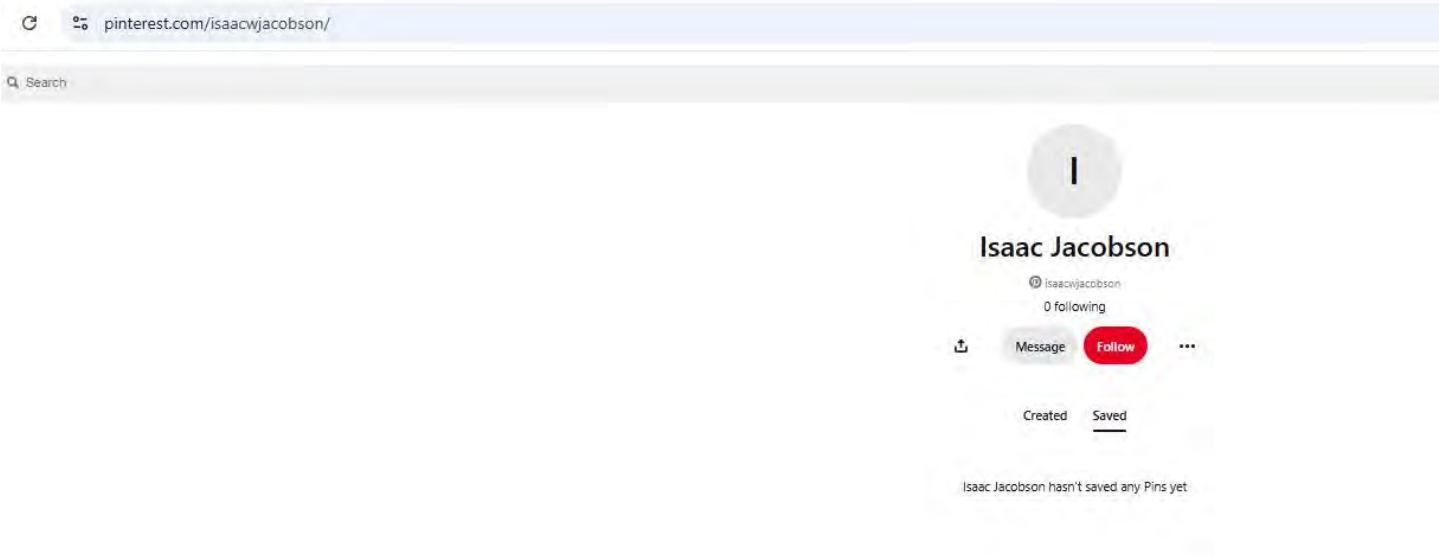 pinterest.com/isaacwjacobson/
Search
I
Isaac Jacobson
isaacwjacobson
0 following
Message Follow
Created Saved
Isaac Jacobson hasn't saved any Pins yet